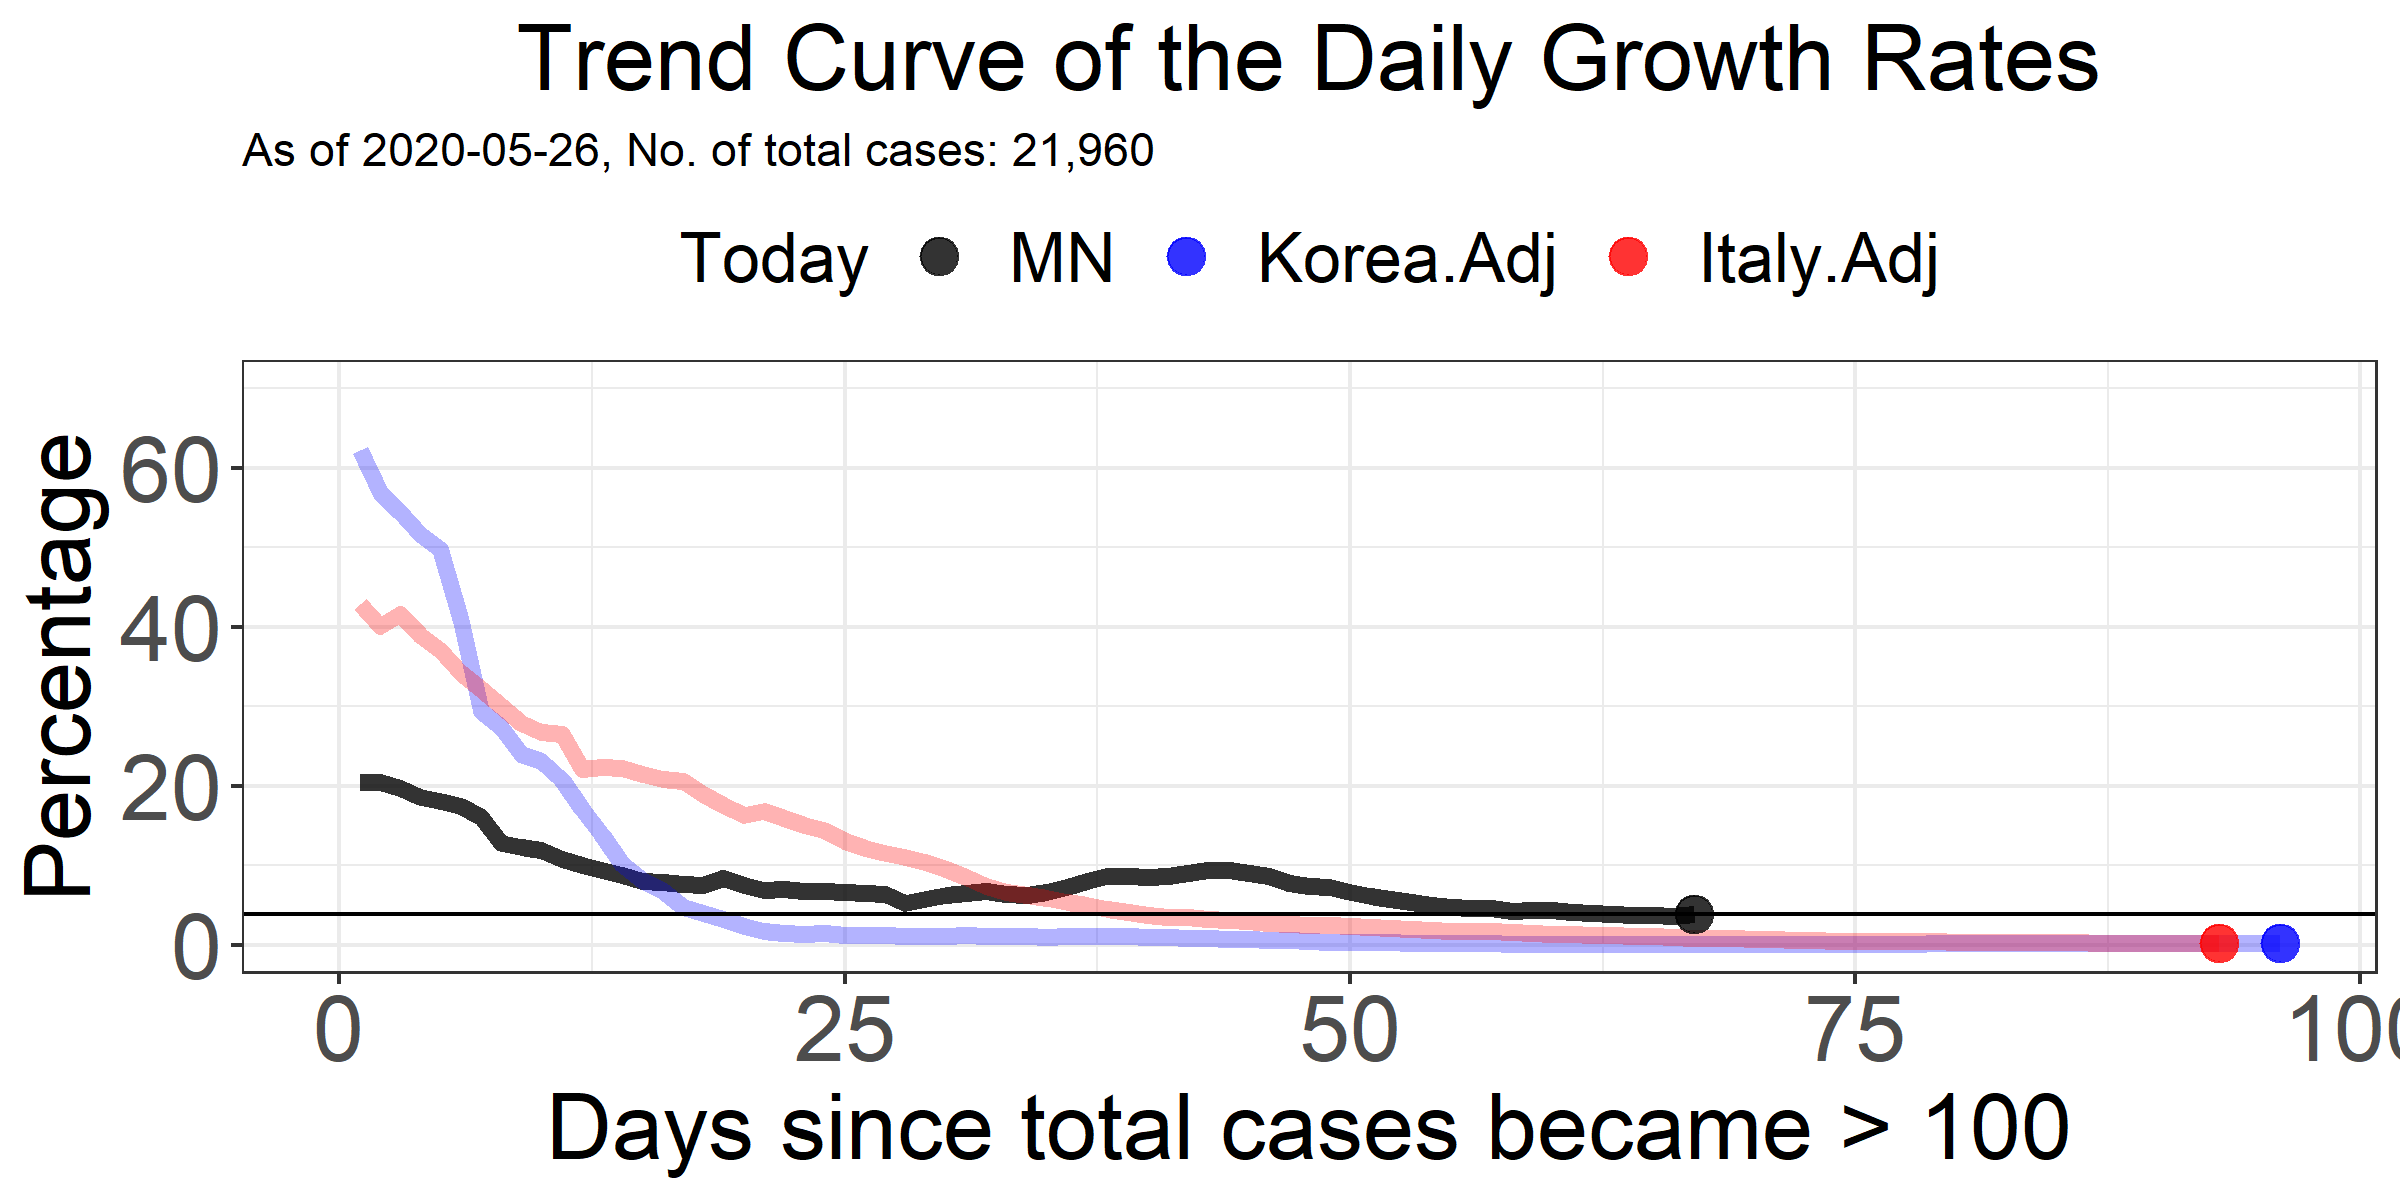 Trend Curve of the Daily Growth Rates
As of 2020-05-26, No. of total cases: 21,960
Today MN Korea.Adj Italy.Adj
Percentage
60
40
20
0
0 25 50 75 100
Days since total cases became > 100